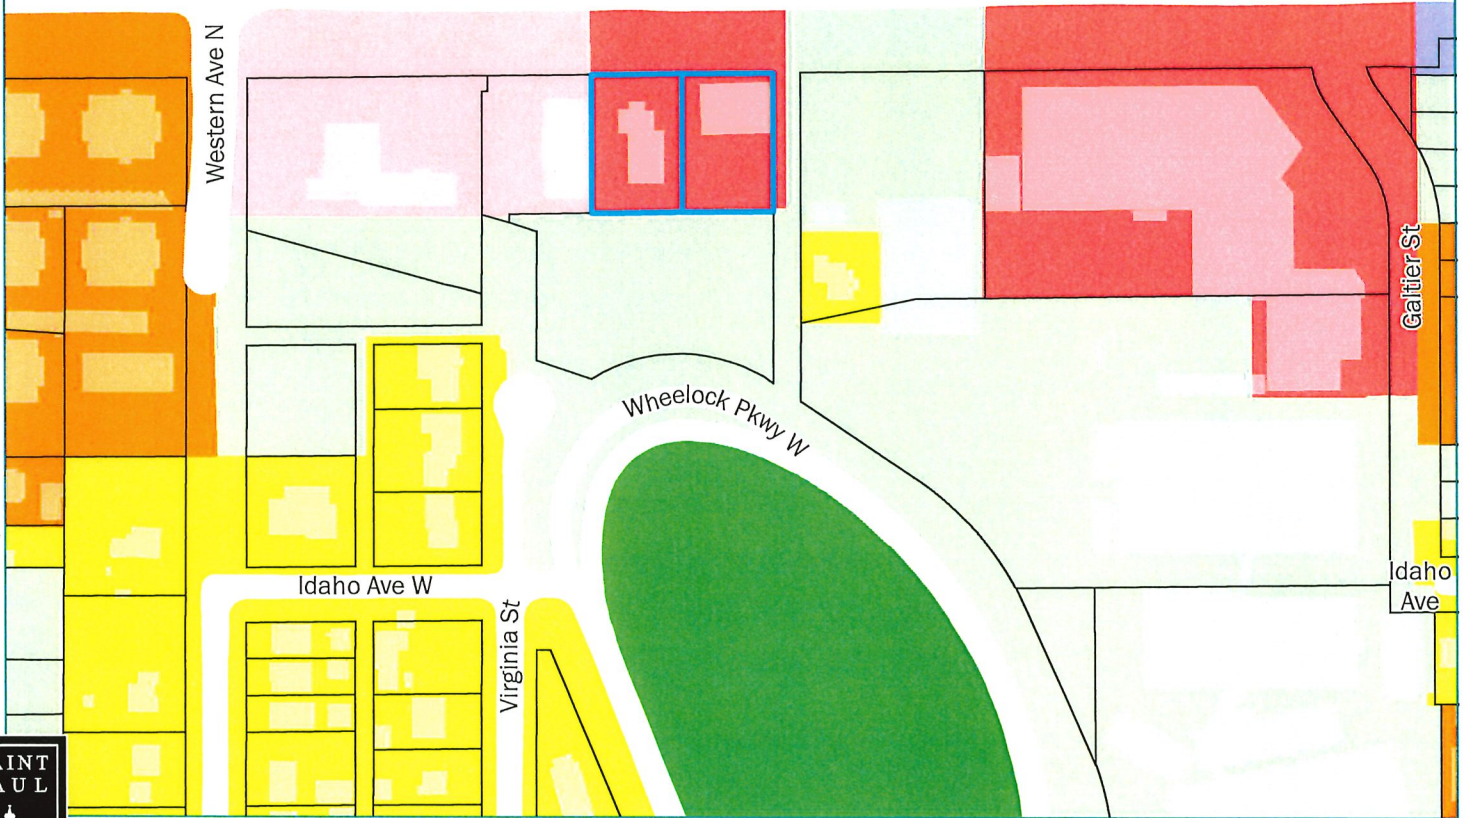 Western Ave N
Galtier St
Wheelock Pkwy W
Idaho Ave W
Idaho
Ave
Virginia St
AINT
AUL